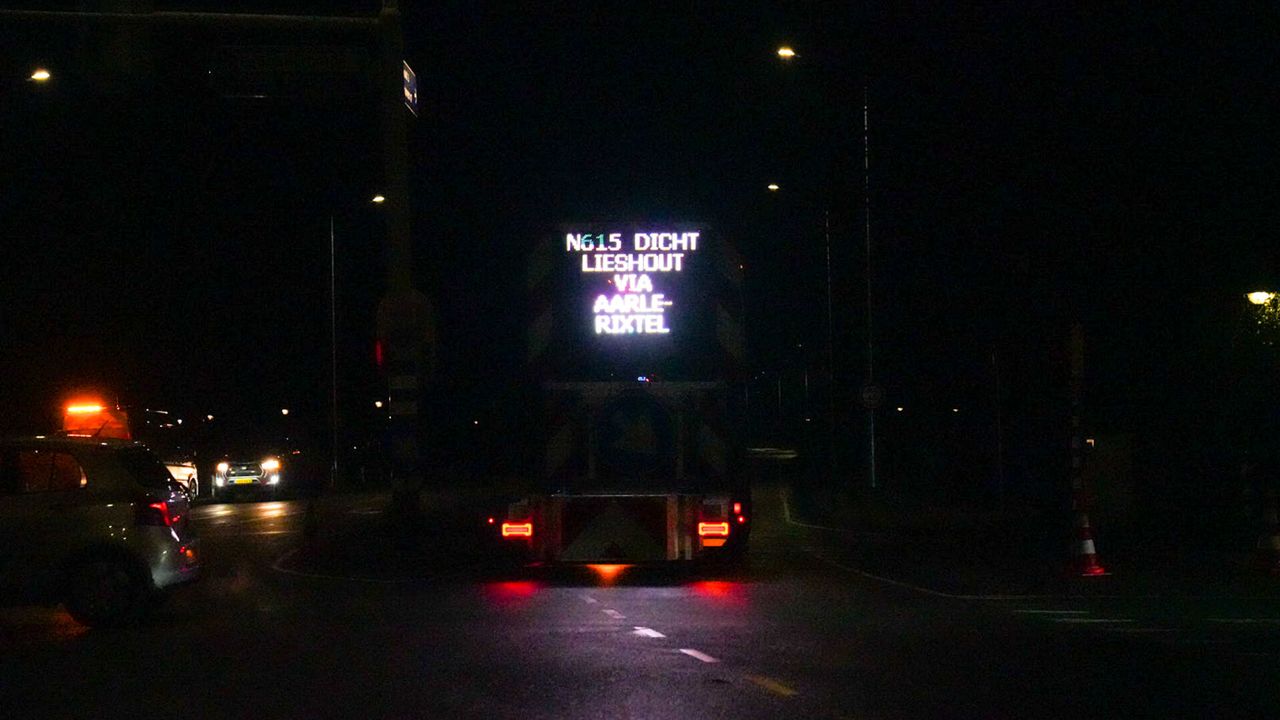 N615 DICHT
LIESHOUT
VIA
AARLE-
RIXTEL